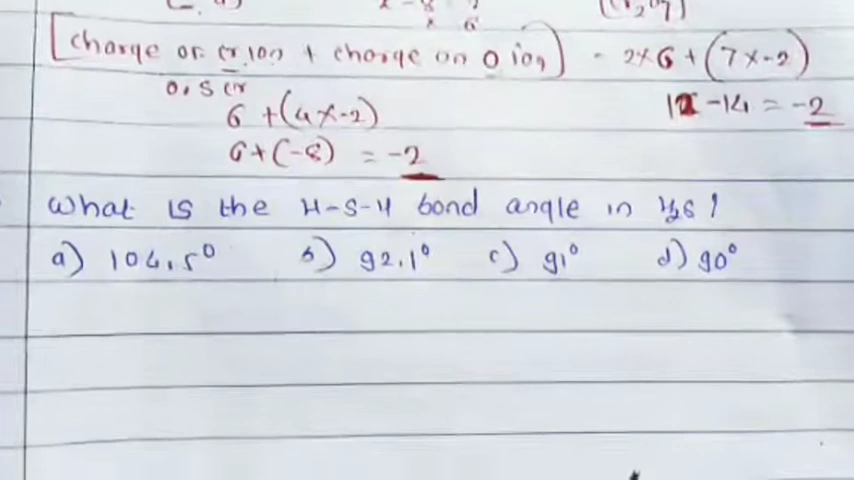 [charge on cr ion + charge on O ion) - 2×6 + (7×-2)
O.S cr
6 + (4×-2)
12 -14 = -2
6+(-8) = -2
What is the H-S-H bond angle in H2S?
a) 104.5° b) 92.1° c) 91° d) 90°